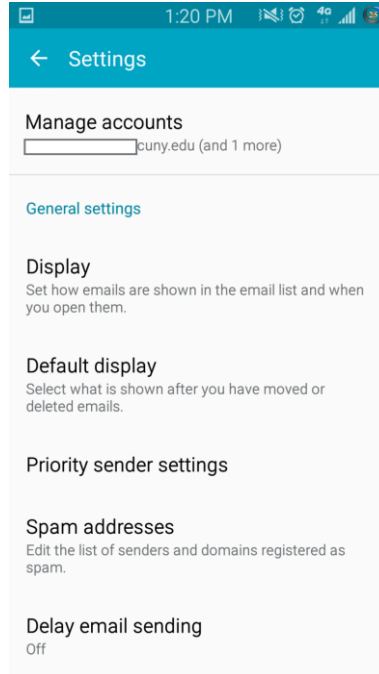 1:20 PM 4G
Settings
Manage accounts
cuny.edu (and 1 more)
General settings
Display
Set how emails are shown in the email list and when
you open them.
Default display
Select what is shown after you have moved or
deleted emails.
Priority sender settings
Spam addresses
Edit the list of senders and domains registered as
spam.
Delay email sending
Off